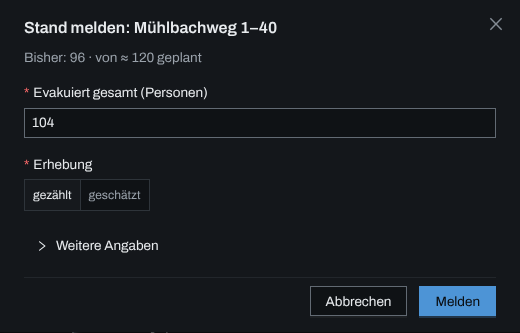 Stand melden: Mühlbachweg 1–40
Bisher: 96 · von ≈ 120 geplant
* Evakuiert gesamt (Personen)
104
* Erhebung
gezählt geschätzt
Weitere Angaben
Abbrechen Melden